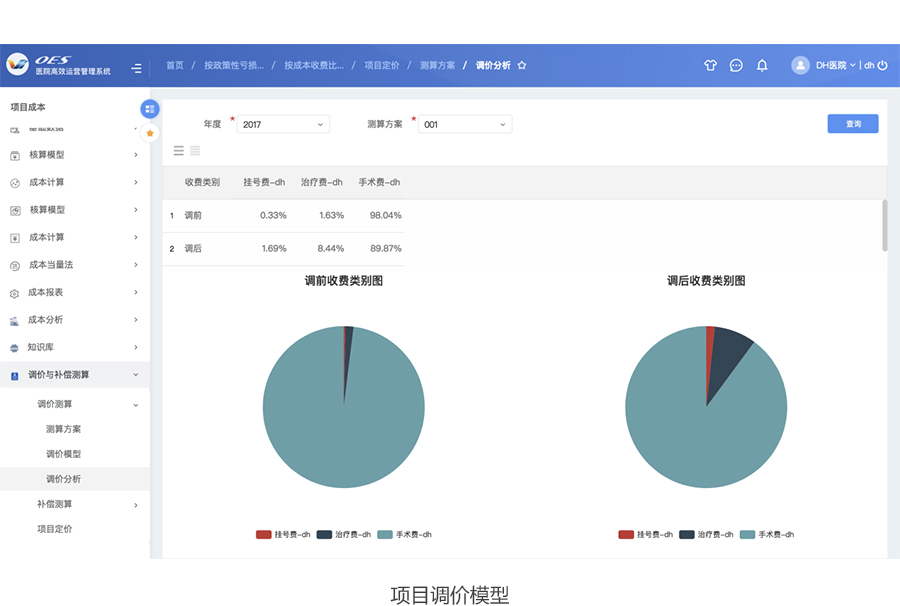 OES
医院高效运营管理系统
首页 / 按政策性亏损... / 按成本收费比... / 项目定价 / 测算方案 / 调价分析
DH医院 | dh
项目成本
基础数据
核算模型
成本计算
核算模型
成本计算
成本当量法
成本报表
成本分析
知识库
调价与补偿测算
调价测算
测算方案
调价模型
调价分析
补偿测算
项目定价
年度 * 2017 测算方案 * 001 查询
收费类别 挂号费-dh 治疗费-dh 手术费-dh
1 调前 0.33% 1.63% 98.04%
2 调后 1.69% 8.44% 89.87%
调前收费类别图
挂号费-dh 治疗费-dh 手术费-dh
调后收费类别图
挂号费-dh 治疗费-dh 手术费-dh
项目调价模型